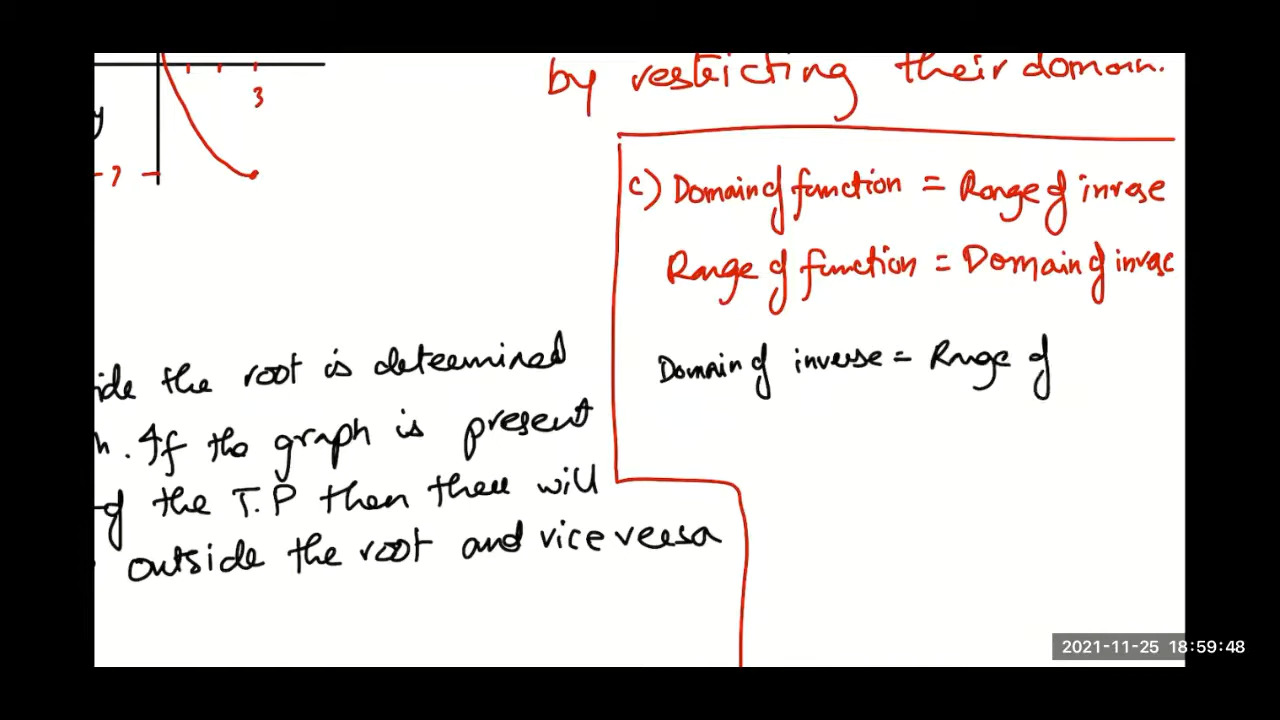 by restricting their domain.
3
y
-7
c) Domain of function = Range of inverse
Range of function = Domain of inverse
Domain of inverse = Range of
ide the root is determined
n. If the graph is present
of the T.P then there will
outside the root and vice versa
2021-11-25 18:59:48